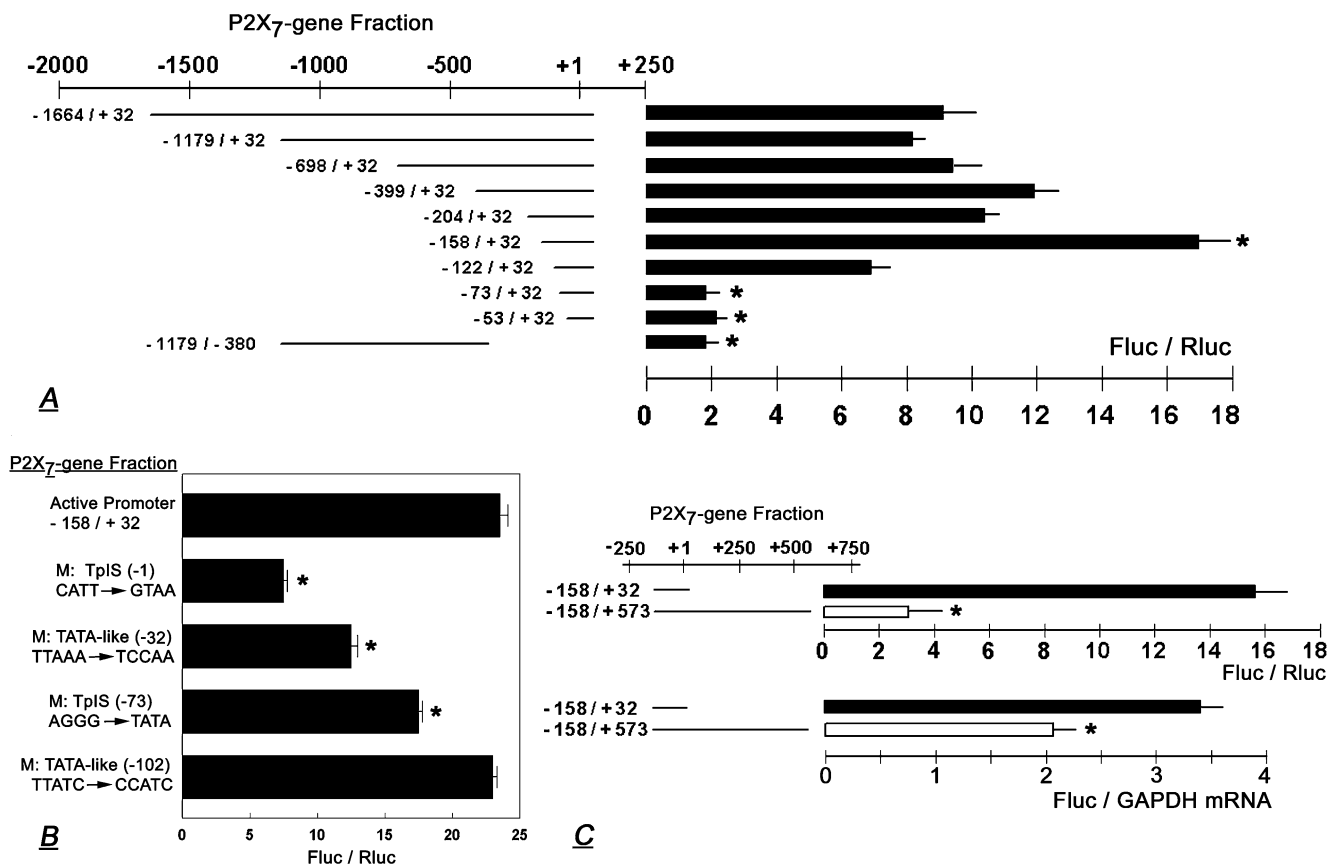 P2X7-gene Fraction
-2000 -1500 -1000 -500 +1 +250
- 1664 / + 32
- 1179 / + 32
- 698 / + 32
- 399 / + 32
- 204 / + 32
- 158 / + 32
*
- 122 / + 32
- 73 / + 32
*
- 53 / + 32
*
- 1179 / - 380
*
Fluc / Rluc
0 2 4 6 8 10 12 14 16 18
A
P2X7-gene Fraction
Active Promoter
- 158 / + 32
M: TpIS (-1)
CATT→GTAA
*
M: TATA-like (-32)
TTAAA→TCCAA
*
M: TpIS (-73)
AGGG→TATA
*
M: TATA-like (-102)
TTATC→CCATC
0 5 10 15 20 25
Fluc / Rluc
B
P2X7-gene Fraction
-250 +1 +250 +500 +750
-158 / + 32
-158 / + 573
*
0 2 4 6 8 10 12 14 16 18
Fluc / Rluc
-158 / + 32
-158 / + 573
*
0 1 2 3 4
Fluc / GAPDH mRNA
C